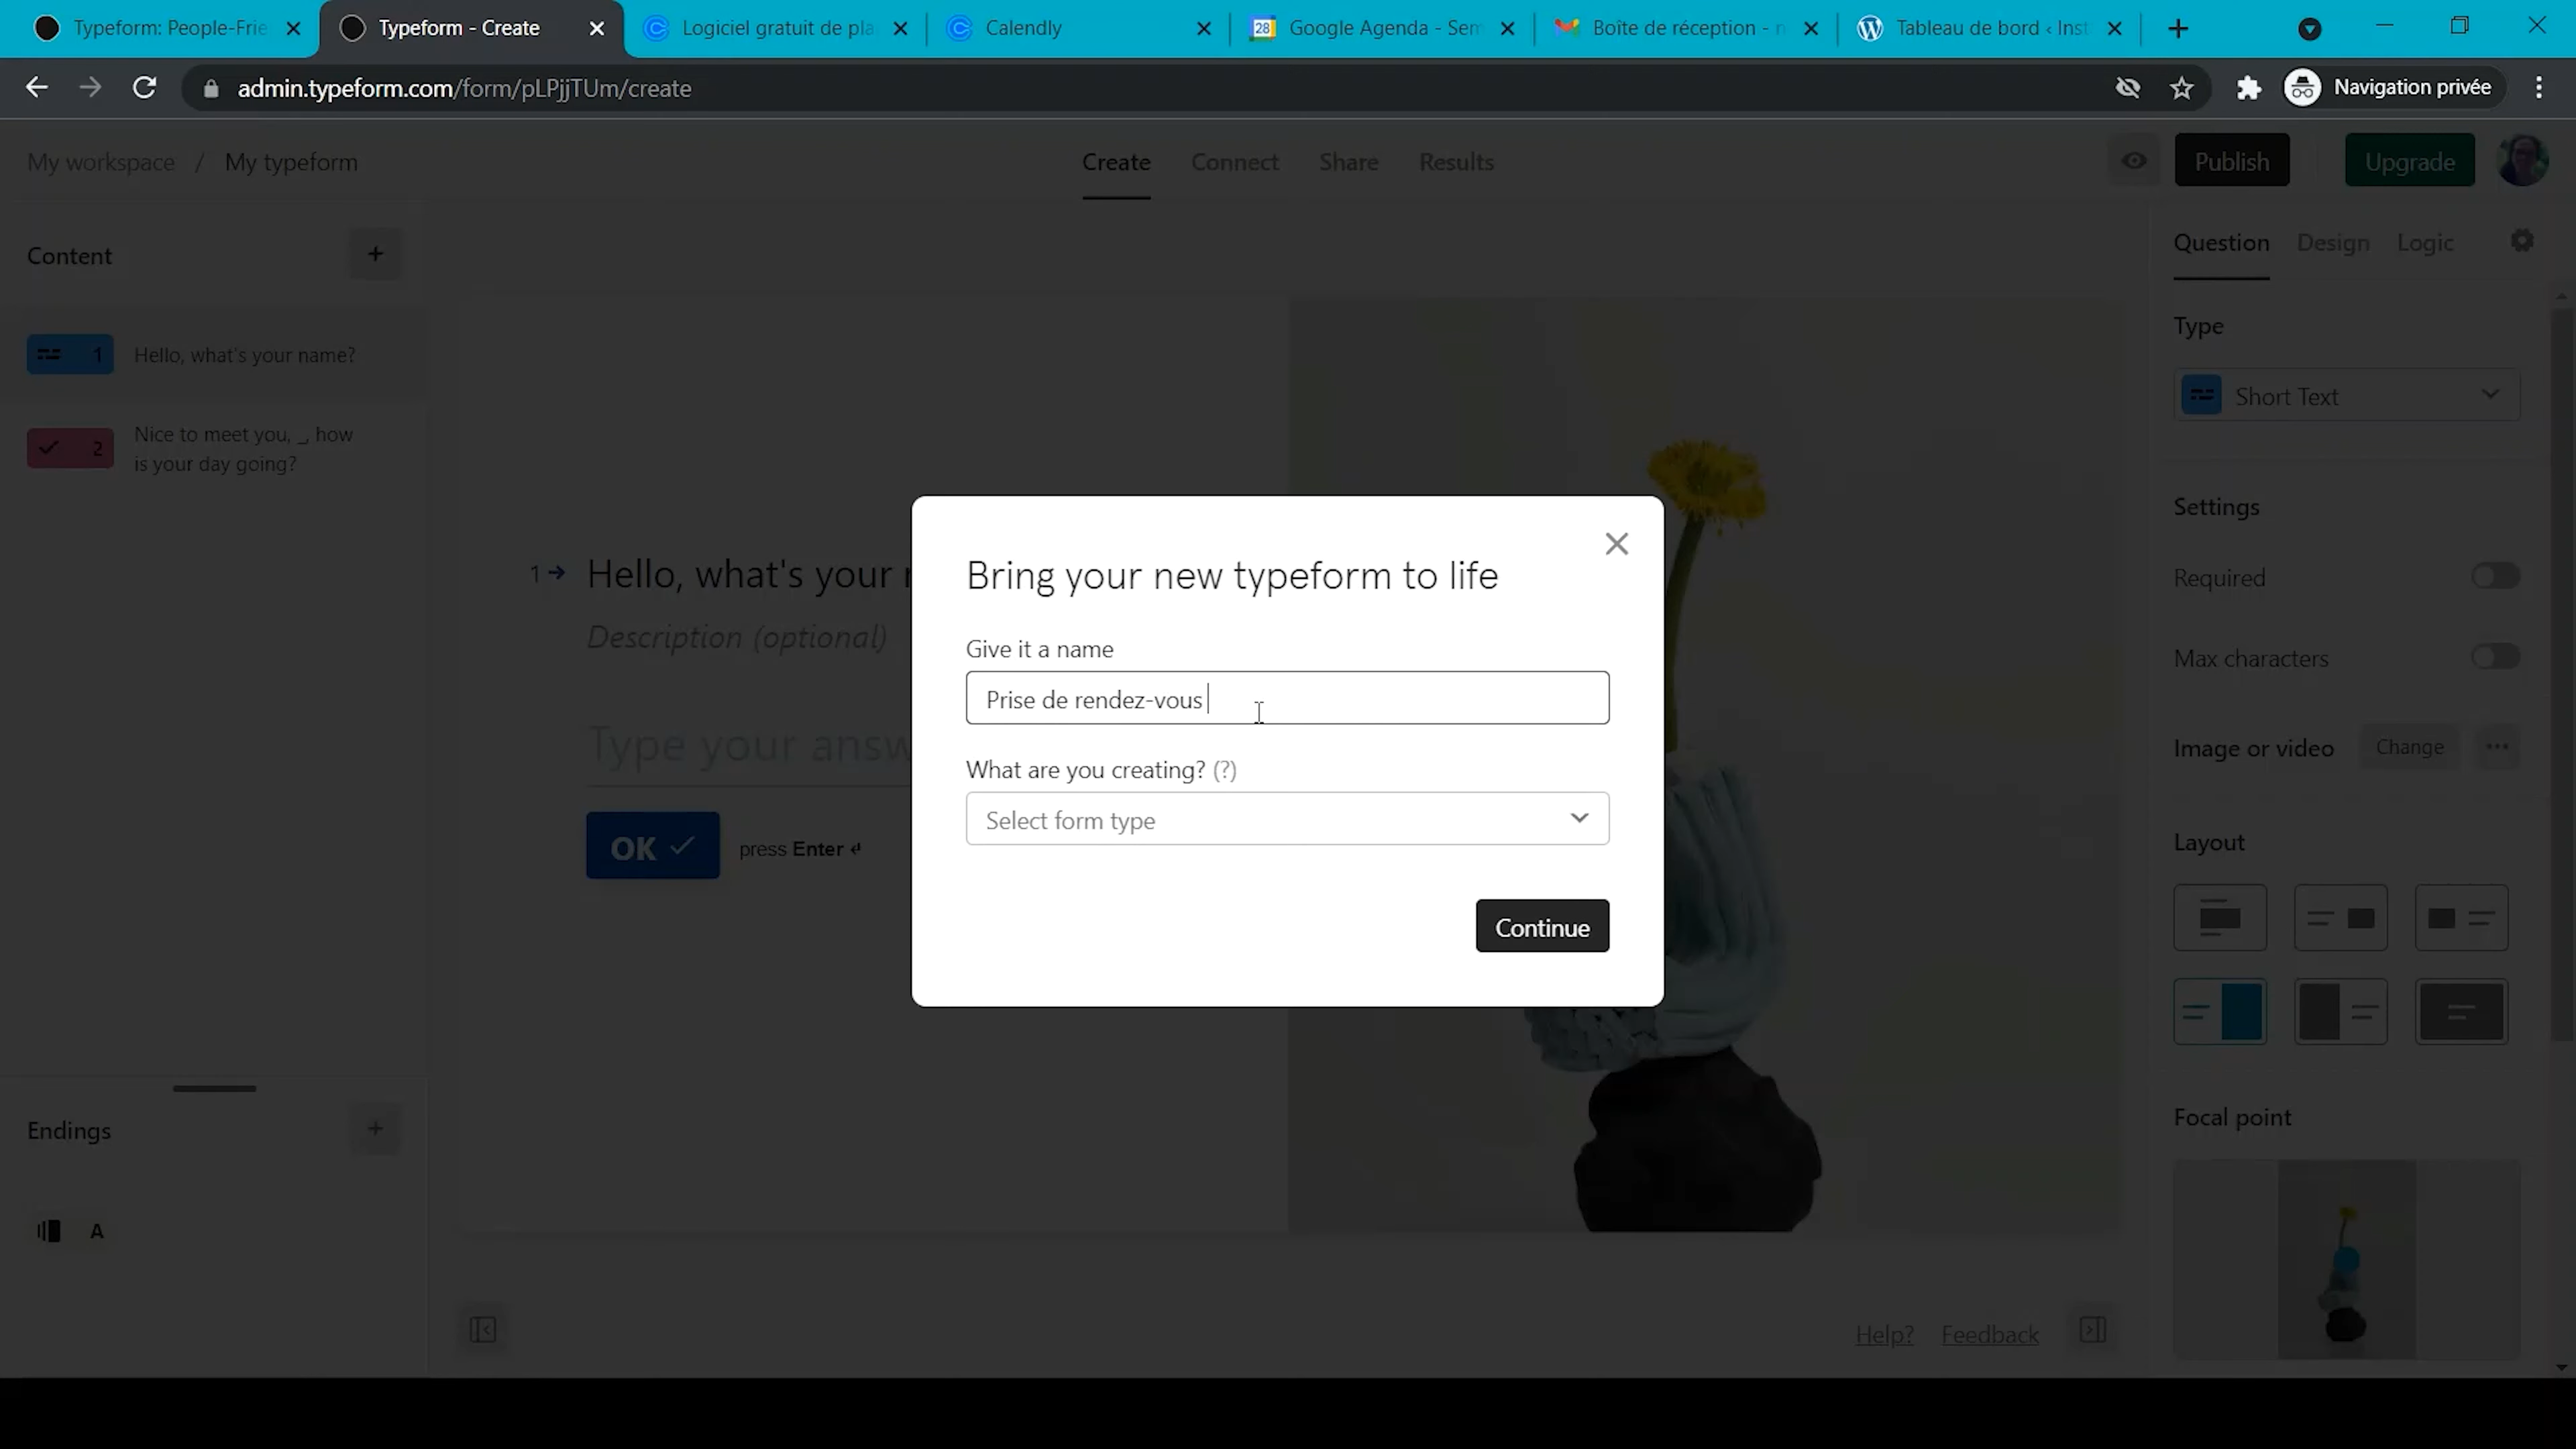 Typeform: People-Frie
Typeform - Create
Logiciel gratuit de pla
Calendly
28
Google Agenda - Sem
Boîte de réception - n
Tableau de bord ‹ Inst
admin.typeform.com/form/pLPjjTUm/create
Navigation privée
My workspace / My typeform
Create
Connect
Share
Results
Publish
Upgrade
Content
+
1 Hello, what's your name?
2 Nice to meet you, _, how
is your day going?
Question
Design
Logic
Type
Short Text
Settings
Required
Max characters
Image or video
Change
Layout
Focal point
1 Hello, what's your
Description (optional)
Type your answ
OK
press Enter ↵
Bring your new typeform to life
Give it a name
Prise de rendez-vous
What are you creating? (?)
Select form type
Continue
Endings
+
A
Help?
Feedback